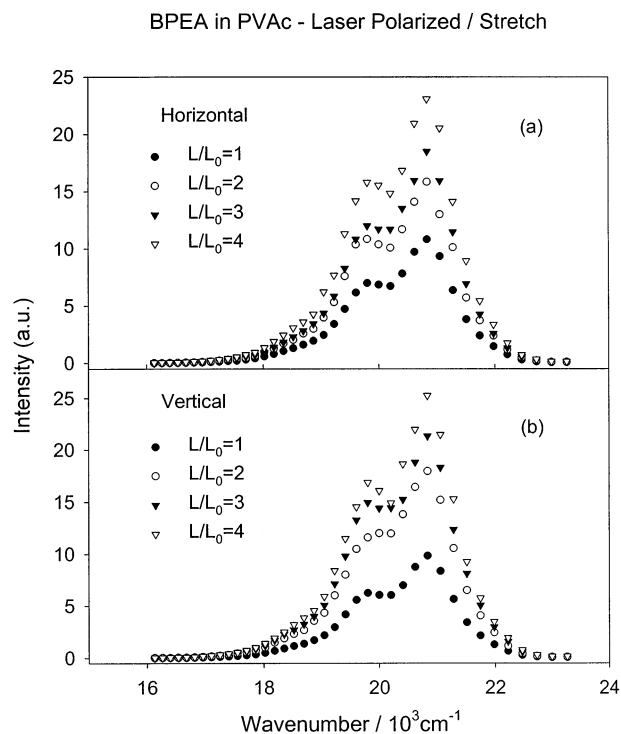 BPEA in PVAc - Laser Polarized / Stretch
25
20
15
10
5
0
Horizontal
(a)
L/L₀=1
L/L₀=2
L/L₀=3
L/L₀=4
Intensity (a.u.)
25
20
15
10
5
0
Vertical
(b)
L/L₀=1
L/L₀=2
L/L₀=3
L/L₀=4
16
18
20
22
24
Wavenumber / 10³cm⁻¹